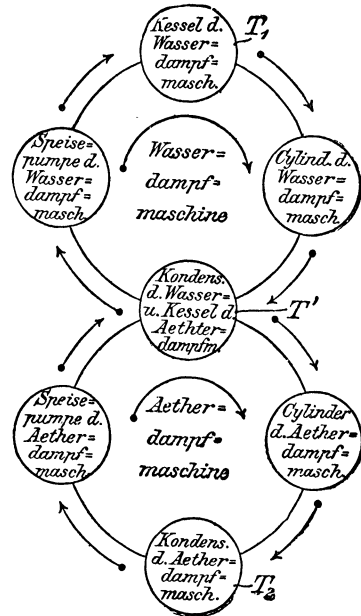 Kessel d.
Wasser=
dampf=
masch.
T₁
Speise=
pumpe d.
Wasser=
dampf=
masch.
Wasser=
dampf=
maschine
Cylind. d.
Wasser=
dampf=
masch.
Kondens.
d. Wasser=
u. Kessel d.
Aethter=
dampfm.
T'
Speise=
pumpe d.
Aether=
dampf=
masch.
Aether=
dampf=
maschine
Cylinder
d. Aether=
dampf=
masch.
Kondens.
d. Aether=
dampf=
masch.
T₂